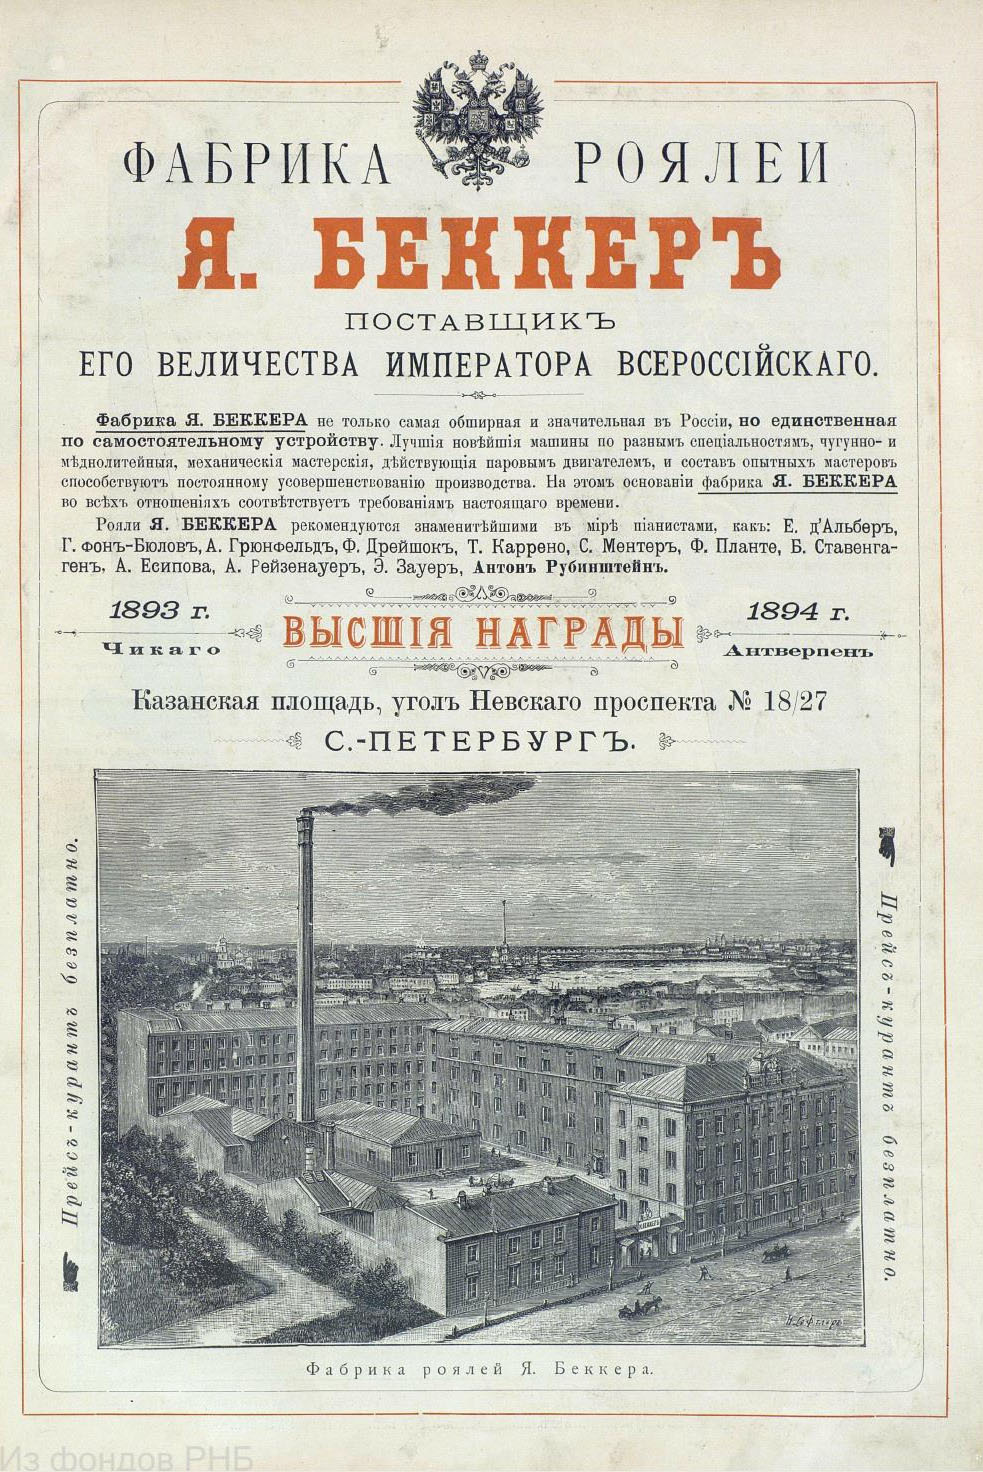 ФАБРИКА РОЯЛЕЙ
Я. БЕККЕРЪ
ПОСТАВЩИКЪ
ЕГО ВЕЛИЧЕСТВА ИМПЕРАТОРА ВСЕРОССІЙСКАГО.
Фабрика Я. БЕККЕРА не только самая обширная и значительная въ Россіи, но единственная
по самостоятельному устройству. Лучшія новѣйшія машины по разнымъ спеціальностямъ, чугунно- и
мѣднолитейныя, механическія мастерскія, дѣйствующія паровымъ двигателемъ, и составъ опытныхъ мастеровъ
способствуютъ постоянному усовершенствованію производства. На этомъ основаніи фабрика Я. БЕККЕРА
во всѣхъ отношеніяхъ соотвѣтствуетъ требованіямъ настоящаго времени.
Рояли Я. БЕККЕРА рекомендуются знаменитѣйшими въ мірѣ піанистами, какъ: Е. д'Альберъ,
Г. фонъ-Бюловъ, А. Грюнфельдъ, Ф. Дрейшокъ, Т. Каррено, С. Ментеръ, Ф. Планте, Б. Ставенга-
генъ, А. Есипова, А. Рейзенауеръ, Э. Зауеръ, Антонъ Рубинштейнъ.
1893 г.
Чикаго
ВЫСШІЯ НАГРАДЫ
1894 г.
Антверпенъ
Казанская площадь, уголъ Невскаго проспекта № 18/27
С.-ПЕТЕРБУРГЪ.
Прейсъ-курантъ безплатно.
Прейсъ-курантъ безплатно.
Я.БЕККЕРЪ
Фабрика роялей Я. Беккера.
Из фондов РНБ